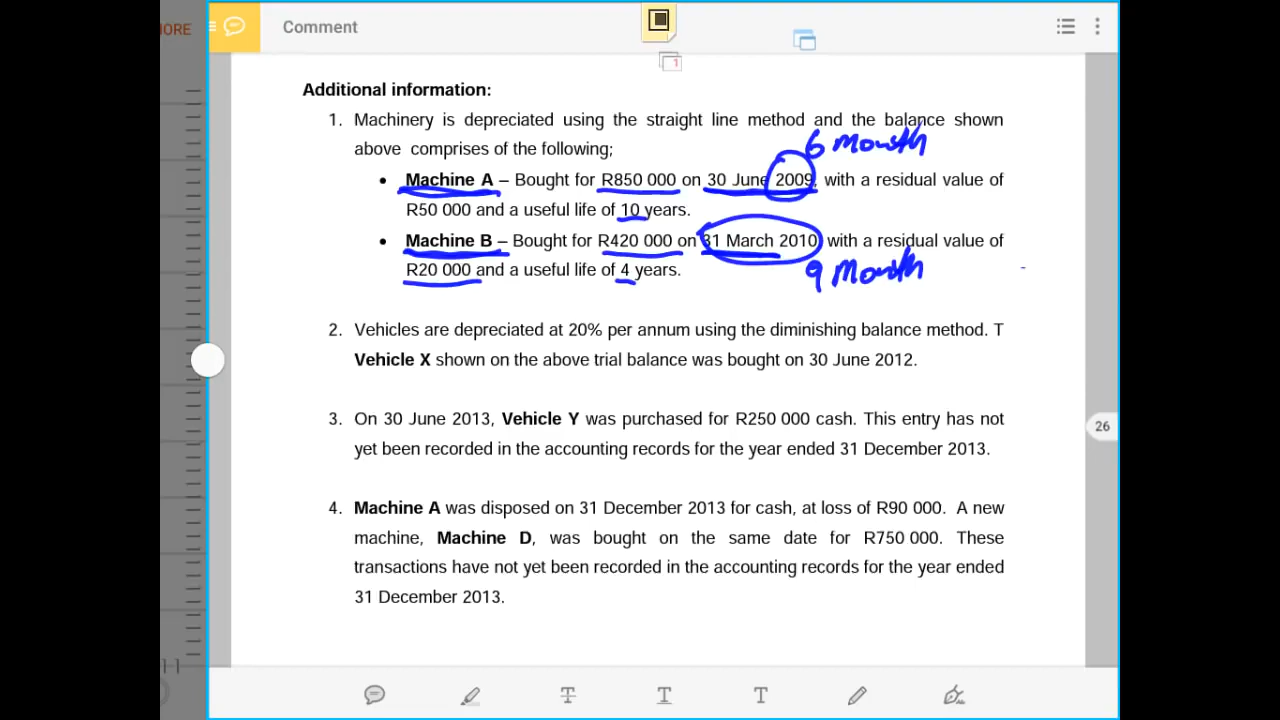 MORE
Comment
1
Additional information:
1. Machinery is depreciated using the straight line method and the balance shown
above comprises of the following;
6 month
• Machine A – Bought for R850 000 on 30 June 2009, with a residual value of
R50 000 and a useful life of 10 years.
• Machine B – Bought for R420 000 on 31 March 2010, with a residual value of
R20 000 and a useful life of 4 years.
9 Month
2. Vehicles are depreciated at 20% per annum using the diminishing balance method. T
Vehicle X shown on the above trial balance was bought on 30 June 2012.
3. On 30 June 2013, Vehicle Y was purchased for R250 000 cash. This entry has not
yet been recorded in the accounting records for the year ended 31 December 2013.
26
4. Machine A was disposed on 31 December 2013 for cash, at loss of R90 000. A new
machine, Machine D, was bought on the same date for R750 000. These
transactions have not yet been recorded in the accounting records for the year ended
31 December 2013.
T T T